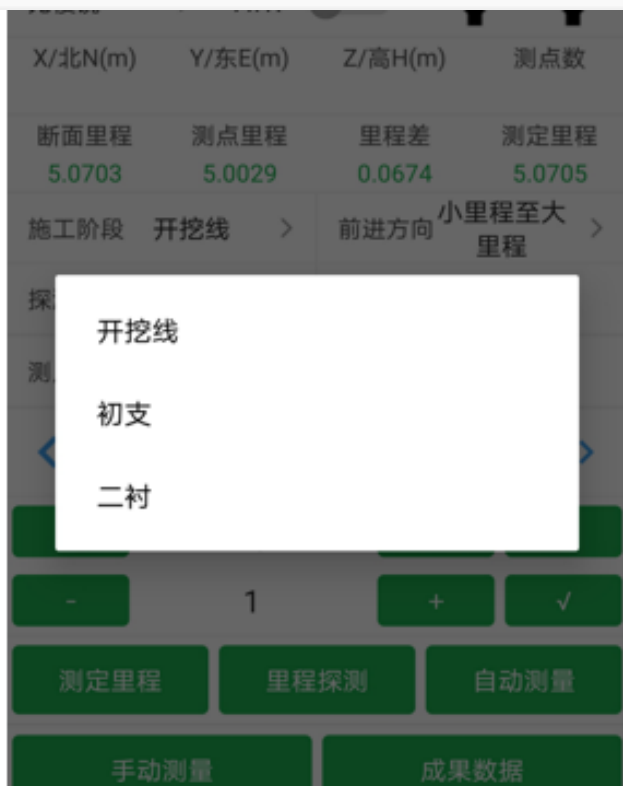 X/北N(m) Y/东E(m) Z/高H(m) 测点数
断面里程 测点里程 里程差 测定里程
5.0703 5.0029 0.0674 5.0705
施工阶段 开挖线 > 前进方向 小里程至大
里程 >
探
开挖线
测
初支
二衬
- 1 + √
测定里程 里程探测 自动测量
手动测量 成果数据